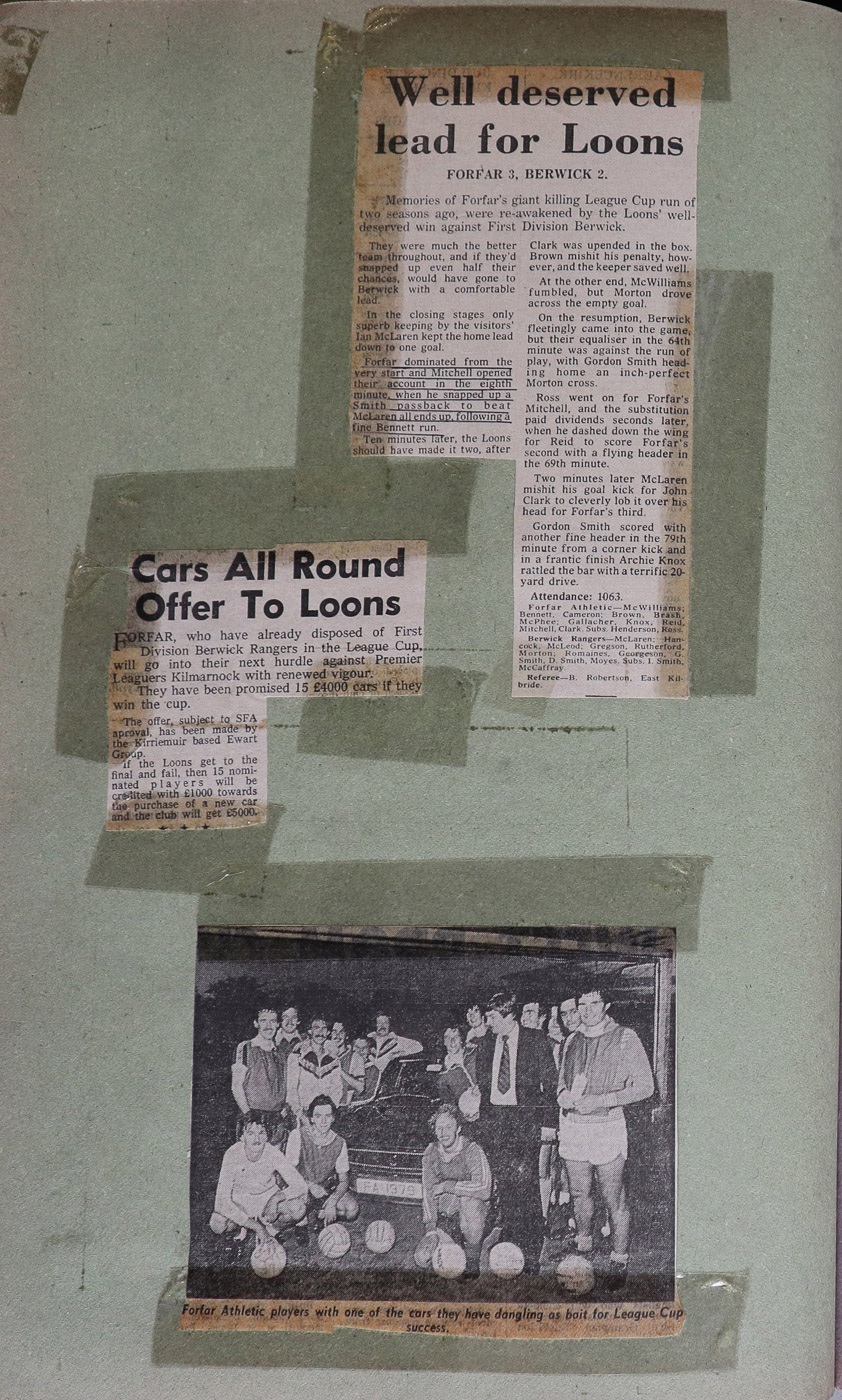 Well deserved
lead for Loons
FORFAR 3, BERWICK 2.
Memories of Forfar's giant killing League Cup run of
two seasons ago, were re-awakened by the Loons' well-
deserved win against First Division Berwick.
They were much the better
team throughout, and if they'd
snapped up even half their
chances, would have gone to
Berwick with a comfortable
lead.
In the closing stages only
superb keeping by the visitors'
Ian McLaren kept the home lead
down to one goal.
Forfar dominated from the
very start and Mitchell opened
their account in the eighth
minute, when he snapped up a
Smith passback to beat
McLaren all ends up, following a
fine Bennett run.
Ten minutes later, the Loons
should have made it two, after
Clark was upended in the box.
Brown mishit his penalty, how-
ever, and the keeper saved well.
At the other end, McWilliams
fumbled, but Morton drove
across the empty goal.
On the resumption, Berwick
fleetingly came into the game,
but their equaliser in the 64th
minute was against the run of
play, with Gordon Smith head-
ing home an inch-perfect
Morton cross.
Ross went on for Forfar's
Mitchell, and the substitution
paid dividends seconds later,
when he dashed down the wing
for Reid to score Forfar's
second with a flying header in
the 69th minute.
Two minutes later McLaren
mishit his goal kick for John
Clark to cleverly lob it over his
head for Forfar's third.
Gordon Smith scored with
another fine header in the 79th
minute from a corner kick and
in a frantic finish Archie Knox
rattled the bar with a terrific 20-
yard drive.
Attendance: 1063.
Forfar Athletic—McWilliams;
Bennett, Cameron; Brown, Brash,
McPhee; Gallacher, Knox, Reid,
Mitchell, Clark. Subs. Henderson, Ross.
Berwick Rangers—McLaren; Han-
cock, McLeod; Gregson, Rutherford,
Morton; Romaines, Georgeson, G.
Smith, D. Smith, Moyes. Subs. I. Smith,
McCaffray.
Referee—B. Robertson, East Kil-
bride.
Cars All Round
Offer To Loons
FORFAR, who have already disposed of First
Division Berwick Rangers in the League Cup,
will go into their next hurdle against Premier
Leaguers Kilmarnock with renewed vigour.
They have been promised 15 £4000 cars if they
win the cup.
The offer, subject to SFA
aproval, has been made by
the Kirriemuir based Ewart
Group.
If the Loons get to the
final and fail, then 15 nomi-
nated players will be
credited with £1000 towards
the purchase of a new car
and the club will get £5000.
Forfar Athletic players with one of the cars they have dangling as bait for League Cup
success.